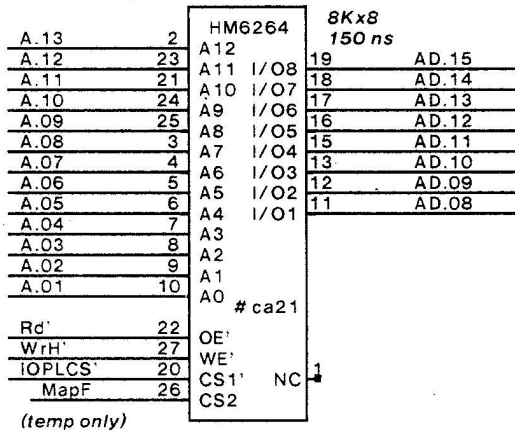 HM6264
8Kx8
150 ns
A.13 2 A12
A.12 23 A11 I/O8 19 AD.15
A.11 21 A10 I/O7 18 AD.14
A.10 24 A9 I/O6 17 AD.13
A.09 25 A8 I/O5 16 AD.12
A.08 3 A7 I/O4 15 AD.11
A.07 4 A6 I/O3 13 AD.10
A.06 5 A5 I/O2 12 AD.09
A.05 6 A4 I/O1 11 AD.08
A.04 7 A3
A.03 8 A2
A.02 9 A1
A.01 10 A0
#ca21
Rd' 22 OE'
WrH' 27 WE'
IOPLCS' 20 CS1' NC 1
MapF 26 CS2
(temp only)